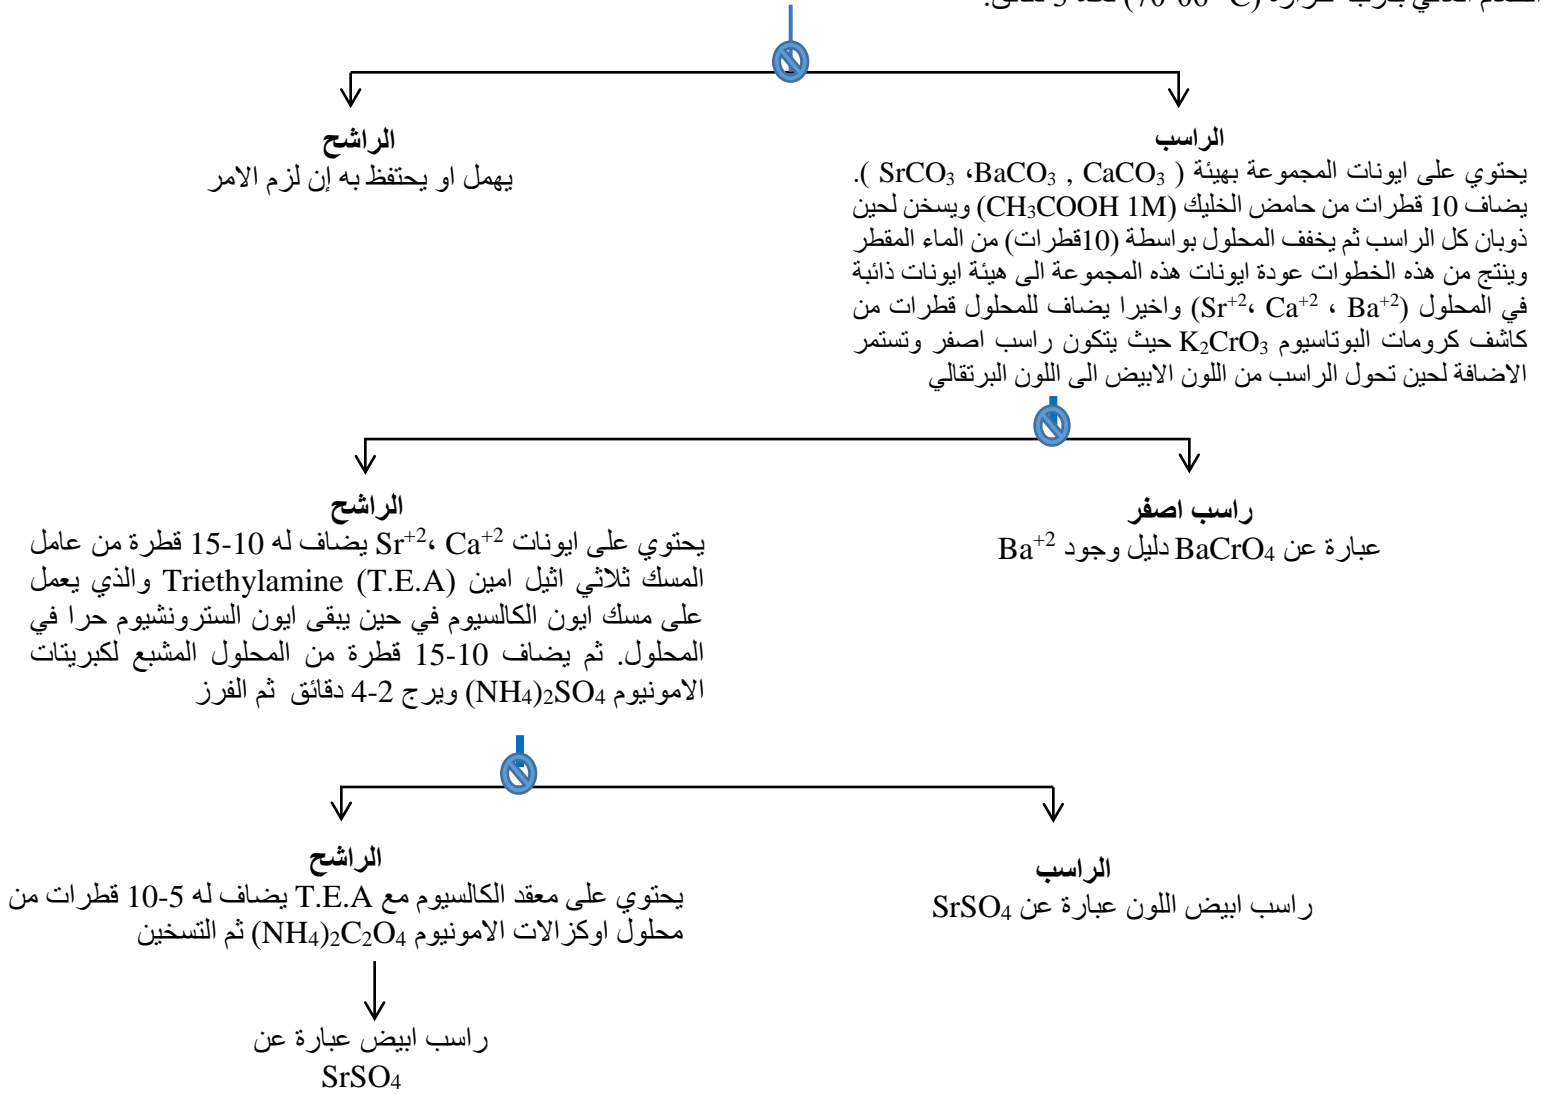 (70-60 °C) لمدة 5 دقائق.
الراسب
يحتوي على ايونات المجموعة بهيئة ( SrCO₃ ،BaCO₃ , CaCO₃ ).
يضاف 10 قطرات من حامض الخليك (CH₃COOH 1M) ويسخن لحين
ذوبان كل الراسب ثم يخفف المحلول بواسطة (10قطرات) من الماء المقطر
وينتج من هذه الخطوات عودة ايونات هذه المجموعة الى هيئة ايونات ذائبة
في المحلول (Sr⁺²، Ca⁺² ، Ba⁺²) واخيرا يضاف للمحلول قطرات من
كاشف كرومات البوتاسيوم K₂CrO₃ حيث يتكون راسب اصفر وتستمر
الاضافة لحين تحول الراسب من اللون الابيض الى اللون البرتقالي
الراشح
يهمل او يحتفظ به إن لزم الامر
راسب اصفر
عبارة عن BaCrO₄ دليل وجود Ba⁺²
الراشح
يحتوي على ايونات Sr⁺²، Ca⁺² يضاف له 10-15 قطرة من عامل
المسك ثلاثي اثيل امين Triethylamine (T.E.A) والذي يعمل
على مسك ايون الكالسيوم في حين يبقى ايون السترونشيوم حرا في
المحلول. ثم يضاف 10-15 قطرة من المحلول المشبع لكبريتات
الامونيوم (NH₄)₂SO₄ ويرج 2-4 دقائق ثم الفرز
الراسب
راسب ابيض اللون عبارة عن SrSO₄
الراشح
يحتوي على معقد الكالسيوم مع T.E.A يضاف له 5-10 قطرات من
محلول اوكزالات الامونيوم (NH₄)₂C₂O₄ ثم التسخين
راسب ابيض عبارة عن
SrSO₄